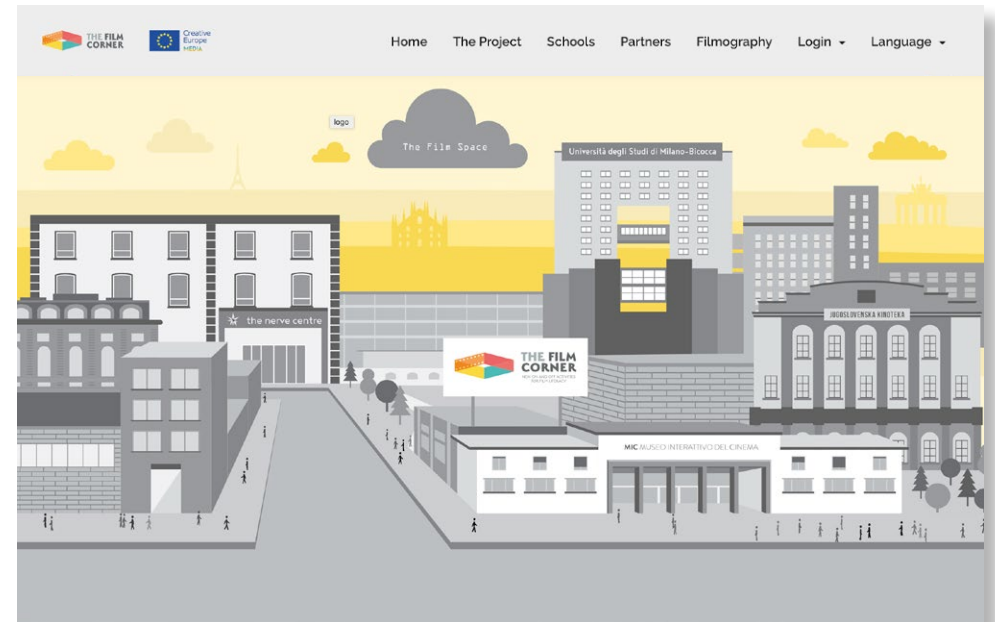 THE FILM
CORNER
Creative
Europe
MEDIA
Home The Project Schools Partners Filmography Login Language
logo
The Film Space
Università degli Studi di Milano-Bicocca
JUGOSLOVENSKA KINOTEKA
the nerve centre
THE FILM
CORNER
MIC MUSEO INTERATTIVO DEL CINEMA